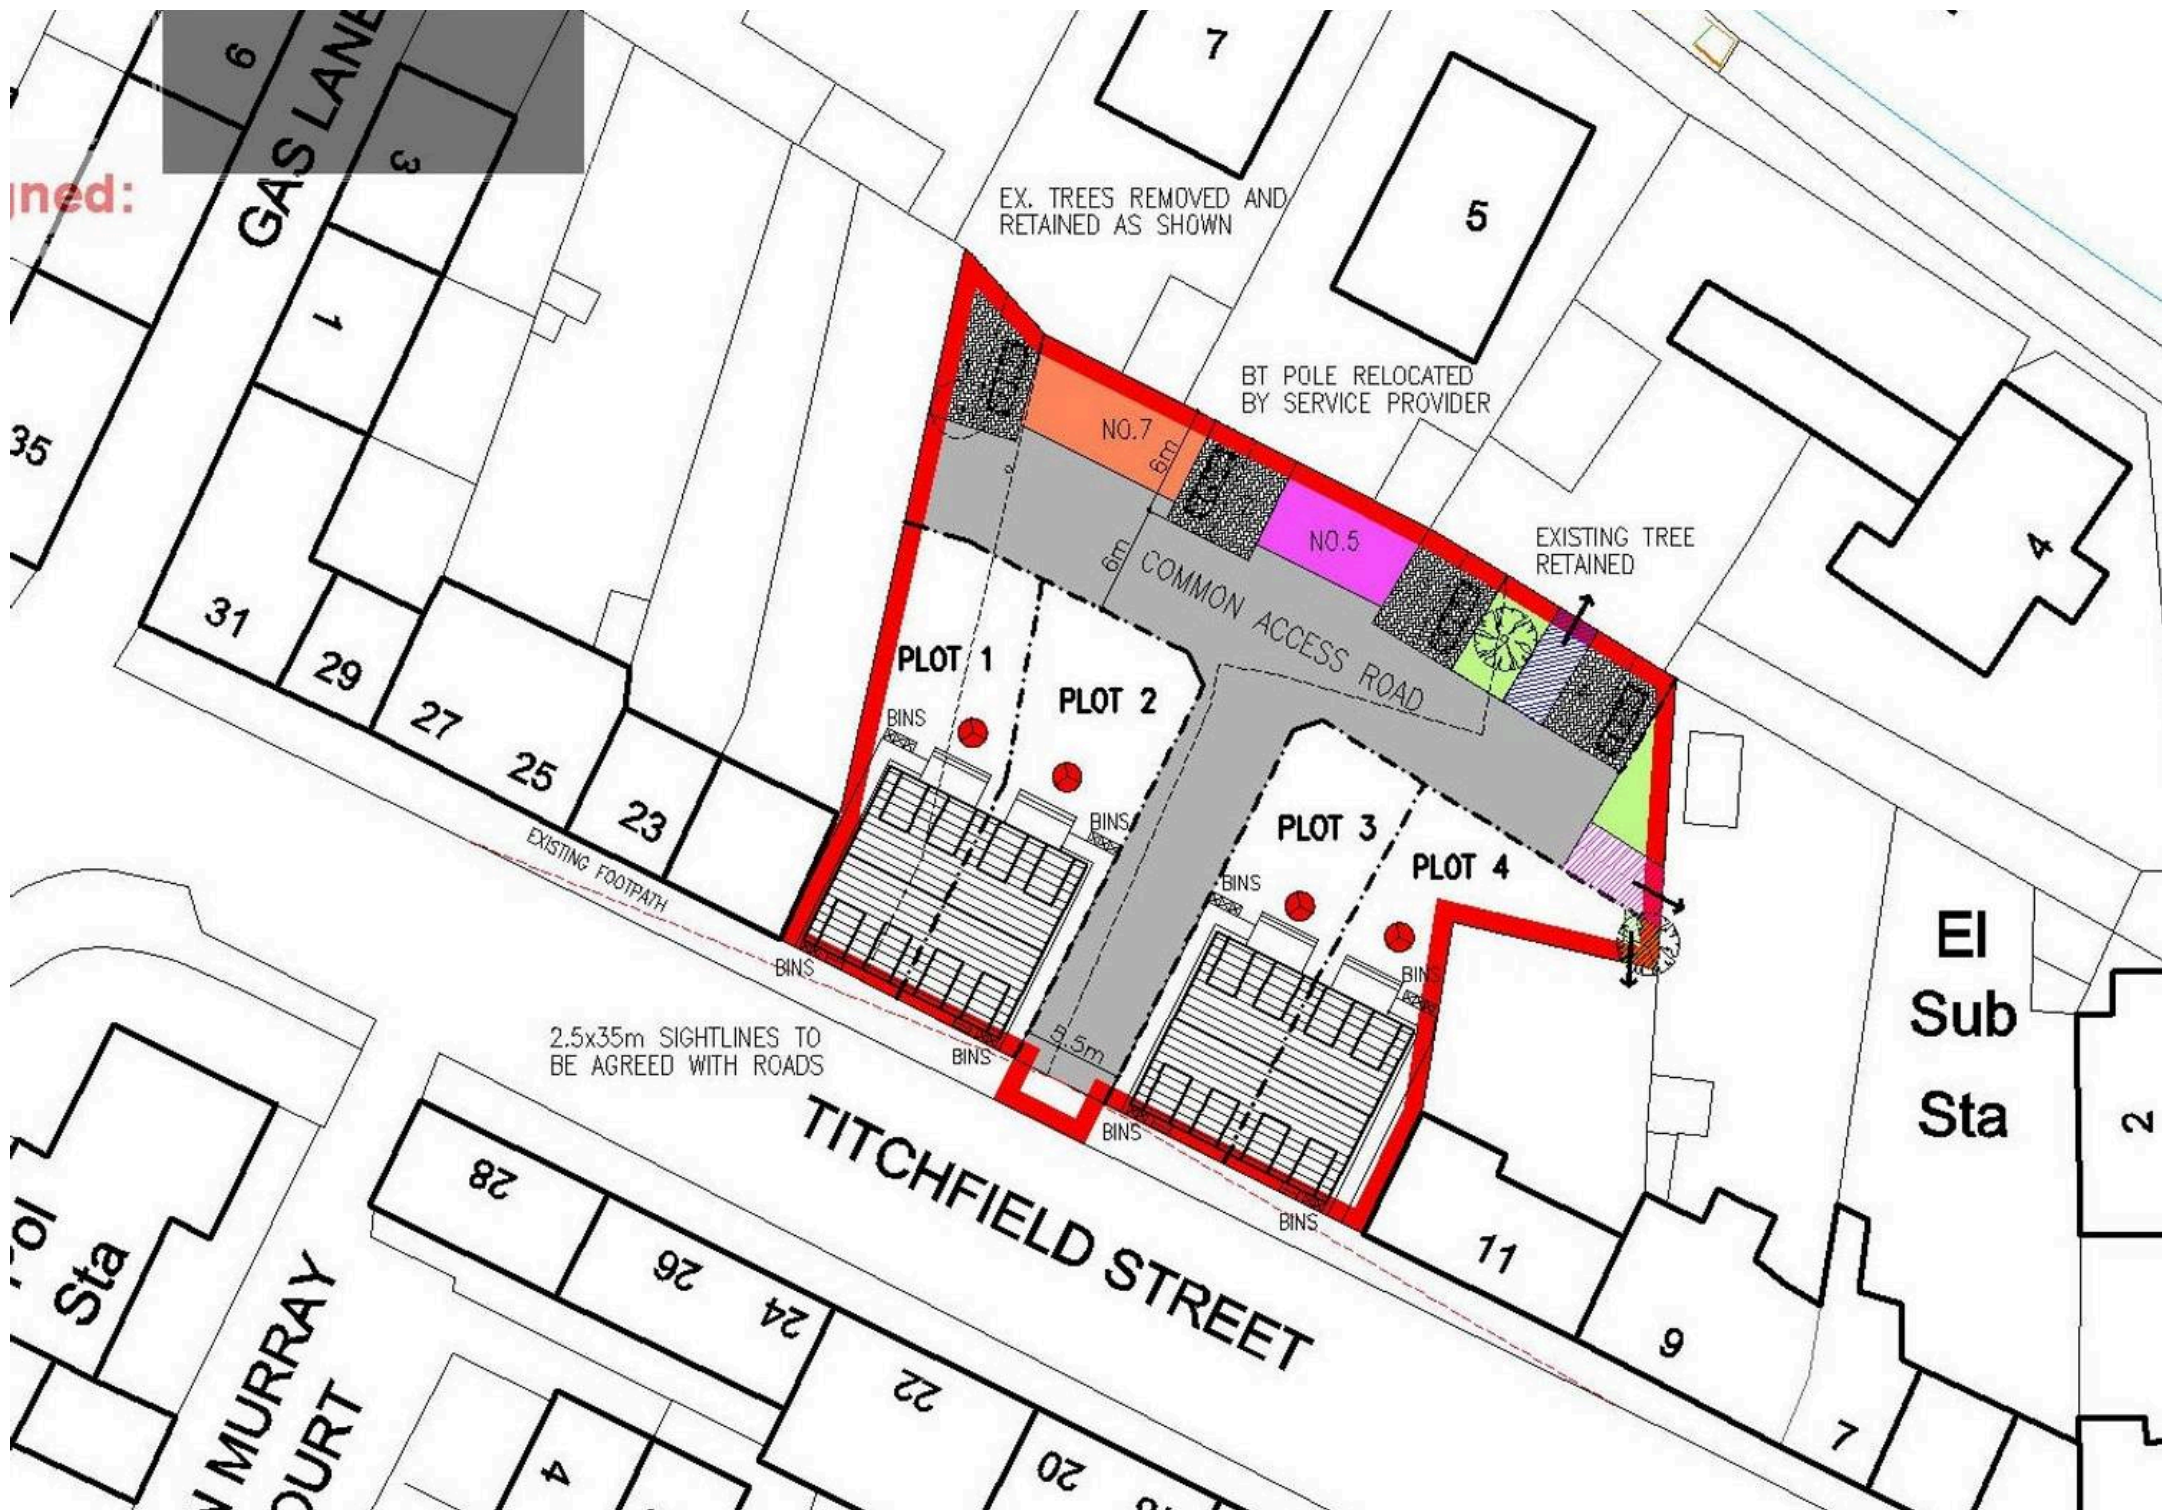 6
GAS LANE
3
7
gned:
EX. TREES REMOVED AND
RETAINED AS SHOWN
5
1
BT POLE RELOCATED
BY SERVICE PROVIDER
35
NO.7
6m
NO.5
EXISTING TREE
RETAINED
4
6m
COMMON ACCESS ROAD
31
29
27
25
23
PLOT 1
PLOT 2
BINS
BINS
PLOT 3
PLOT 4
BINS
BINS
EXISTING FOOTPATH
BINS
BINS
3.5m
BINS
BINS
El
Sub
Sta
2
2.5x35m SIGHTLINES TO
BE AGREED WITH ROADS
TITCHFIELD STREET
28
26
24
22
20
11
9
7
Pol
Sta
N MURRAY
OURT
4